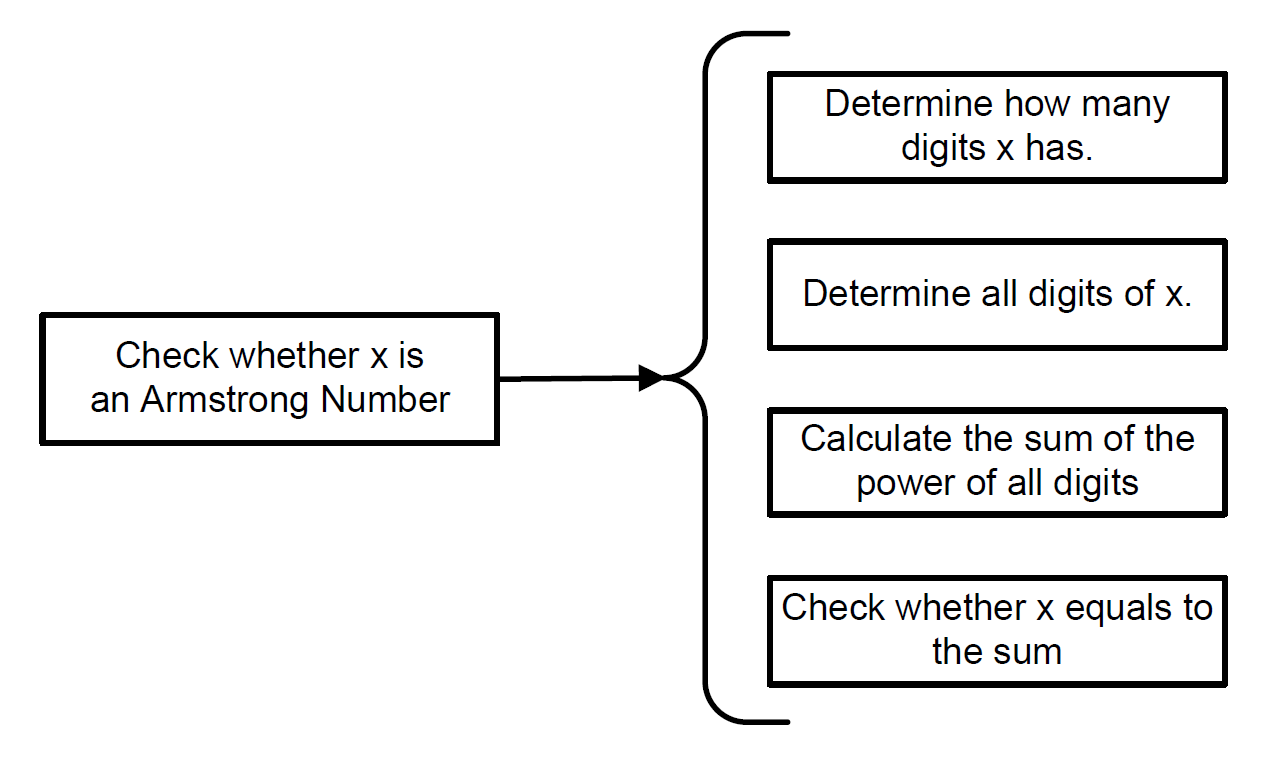 Check whether x is
an Armstrong Number
Determine how many
digits x has.
Determine all digits of x.
Calculate the sum of the
power of all digits
Check whether x equals to
the sum